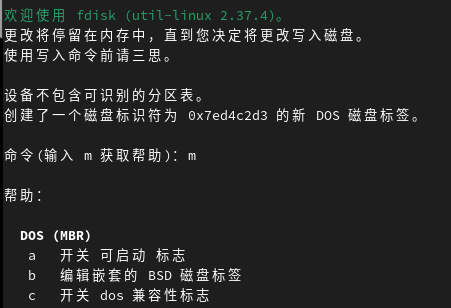 欢迎使用 fdisk (util-linux 2.37.4)。
更改将停留在内存中，直到您决定将更改写入磁盘。
使用写入命令前请三思。
设备不包含可识别的分区表。
创建了一个磁盘标识符为 0x7ed4c2d3 的新 DOS 磁盘标签。
命令(输入 m 获取帮助)：m
帮助：
DOS (MBR)
a 开关 可启动 标志
b 编辑嵌套的 BSD 磁盘标签
c 开关 dos 兼容性标志